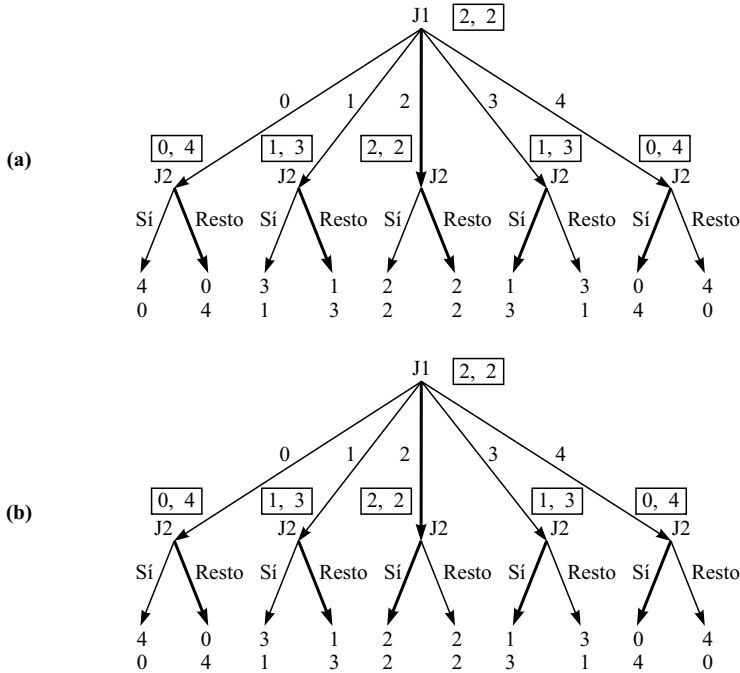 J1 2, 2
0 1 2 3 4
(a)
0, 4 1, 3 2, 2 1, 3 0, 4
J2 J2 J2 J2 J2
Sí Resto Sí Resto Sí Resto Sí Resto Sí Resto
4 0 3 1 2 2 1 3 0 4
0 4 1 3 2 2 3 1 4 0
J1 2, 2
0 1 2 3 4
(b)
0, 4 1, 3 2, 2 1, 3 0, 4
J2 J2 J2 J2 J2
Sí Resto Sí Resto Sí Resto Sí Resto Sí Resto
4 0 3 1 2 2 1 3 0 4
0 4 1 3 2 2 3 1 4 0